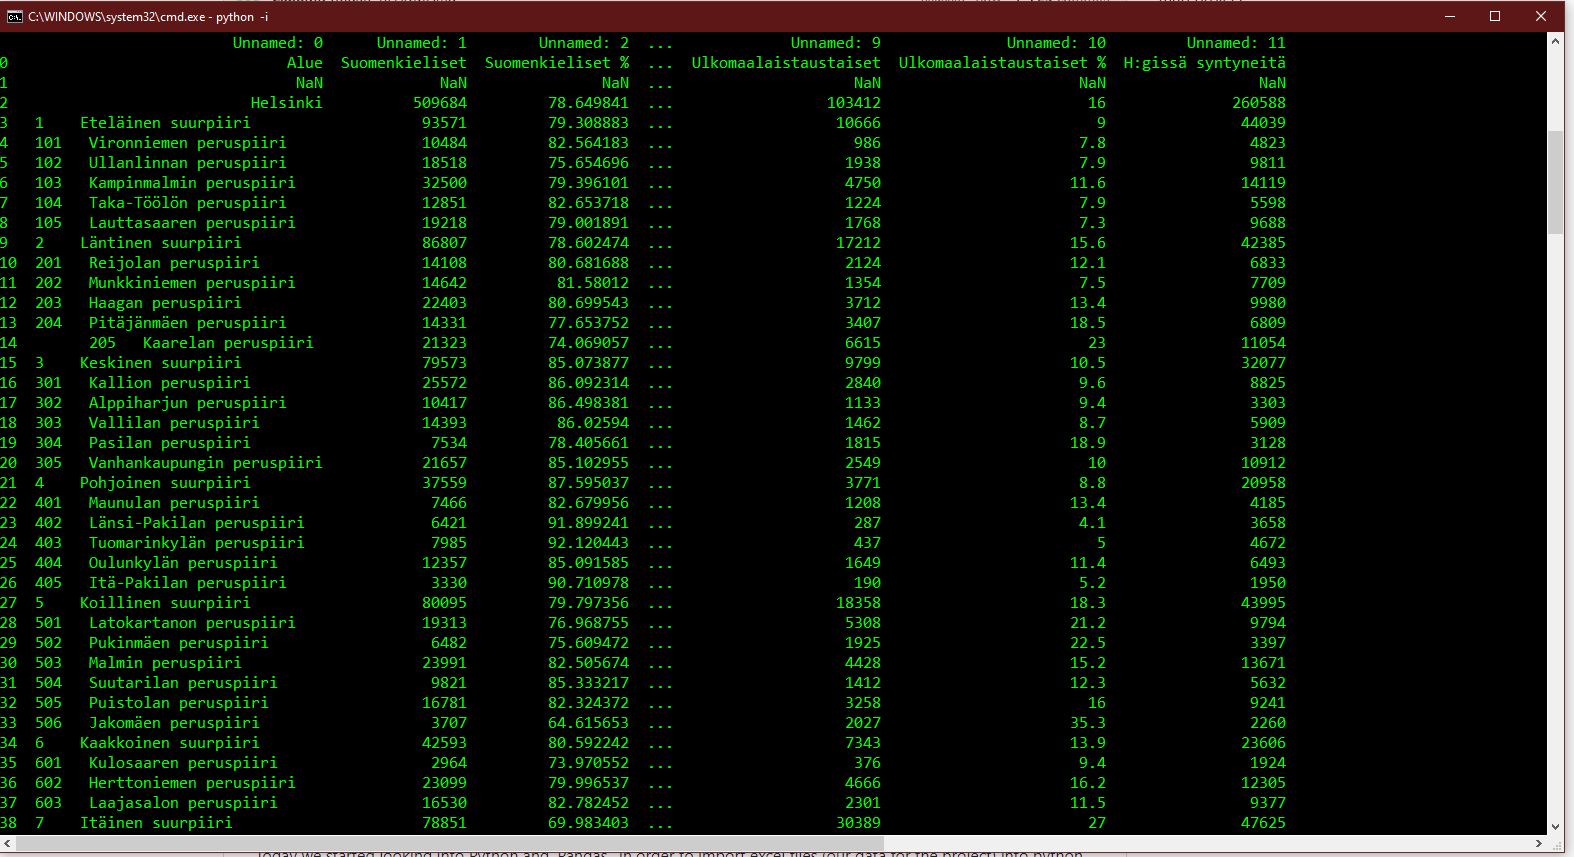 C:\WINDOWS\system32\cmd.exe - python -i
Unnamed: 0 Unnamed: 1 Unnamed: 2 ... Unnamed: 9 Unnamed: 10 Unnamed: 11
0 Alue Suomenkieliset Suomenkieliset % ... Ulkomaalaistaustaiset Ulkomaalaistaustaiset % H:gissä syntyneitä
1 NaN NaN NaN ... NaN NaN NaN
2 Helsinki 509684 78.649841 ... 103412 16 260588
3 1 Eteläinen suurpiiri 93571 79.308883 ... 10666 9 44039
4 101 Vironniemen peruspiiri 10484 82.564183 ... 986 7.8 4823
5 102 Ullanlinnan peruspiiri 18518 75.654696 ... 1938 7.9 9811
6 103 Kampinmalmin peruspiiri 32500 79.396101 ... 4750 11.6 14119
7 104 Taka-Töölön peruspiiri 12851 82.653718 ... 1224 7.9 5598
8 105 Lauttasaaren peruspiiri 19218 79.001891 ... 1768 7.3 9688
9 2 Läntinen suurpiiri 86807 78.602474 ... 17212 15.6 42385
10 201 Reijolan peruspiiri 14108 80.681688 ... 2124 12.1 6833
11 202 Munkkiniemen peruspiiri 14642 81.58012 ... 1354 7.5 7709
12 203 Haagan peruspiiri 22403 80.699543 ... 3712 13.4 9980
13 204 Pitäjänmäen peruspiiri 14331 77.653752 ... 3407 18.5 6809
14 205 Kaarelan peruspiiri 21323 74.069057 ... 6615 23 11054
15 3 Keskinen suurpiiri 79573 85.073877 ... 9799 10.5 32077
16 301 Kallion peruspiiri 25572 86.092314 ... 2840 9.6 8825
17 302 Alppiharjun peruspiiri 10417 86.498381 ... 1133 9.4 3303
18 303 Vallilan peruspiiri 14393 86.02594 ... 1462 8.7 5909
19 304 Pasilan peruspiiri 7534 78.405661 ... 1815 18.9 3128
20 305 Vanhankaupungin peruspiiri 21657 85.102955 ... 2549 10 10912
21 4 Pohjoinen suurpiiri 37559 87.595037 ... 3771 8.8 20958
22 401 Maunulan peruspiiri 7466 82.679956 ... 1208 13.4 4185
23 402 Länsi-Pakilan peruspiiri 6421 91.899241 ... 287 4.1 3658
24 403 Tuomarinkylän peruspiiri 7985 92.120443 ... 437 5 4672
25 404 Oulunkylän peruspiiri 12357 85.091585 ... 1649 11.4 6493
26 405 Itä-Pakilan peruspiiri 3330 90.710978 ... 190 5.2 1950
27 5 Koillinen suurpiiri 80095 79.797356 ... 18358 18.3 43995
28 501 Latokartanon peruspiiri 19313 76.968755 ... 5308 21.2 9794
29 502 Pukinmäen peruspiiri 6482 75.609472 ... 1925 22.5 3397
30 503 Malmin peruspiiri 23991 82.505674 ... 4428 15.2 13671
31 504 Suutarilan peruspiiri 9821 85.333217 ... 1412 12.3 5632
32 505 Puistolan peruspiiri 16781 82.324372 ... 3258 16 9241
33 506 Jakomäen peruspiiri 3707 64.615653 ... 2027 35.3 2260
34 6 Kaakkoinen suurpiiri 42593 80.592242 ... 7343 13.9 23606
35 601 Kulosaaren peruspiiri 2964 73.970552 ... 376 9.4 1924
36 602 Herttoniemen peruspiiri 23099 79.996537 ... 4666 16.2 12305
37 603 Laajasalon peruspiiri 16530 82.782452 ... 2301 11.5 9377
38 7 Itäinen suurpiiri 78851 69.983403 ... 30389 27 47625
Today we started looking into Python and Pandas. In order to import excel files (our data for the project) into python